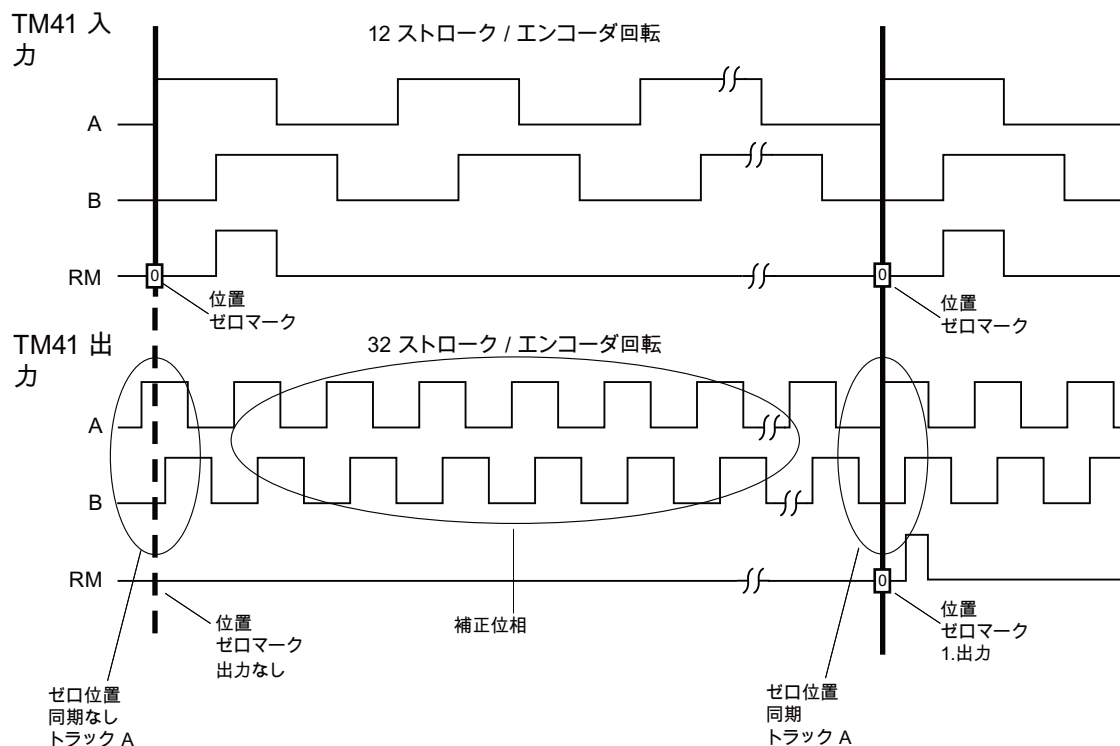 TM41 入
力
12 ストローク / エンコーダ回転
A
B
RM
0
0
位置
ゼロマーク
位置
ゼロマーク
TM41 出
力
32 ストローク / エンコーダ回転
A
B
RM
0
位置
ゼロマーク
出力なし
補正位相
位置
ゼロマーク
1.出力
ゼロ位置
同期なし
トラック A
ゼロ位置
同期
トラック A